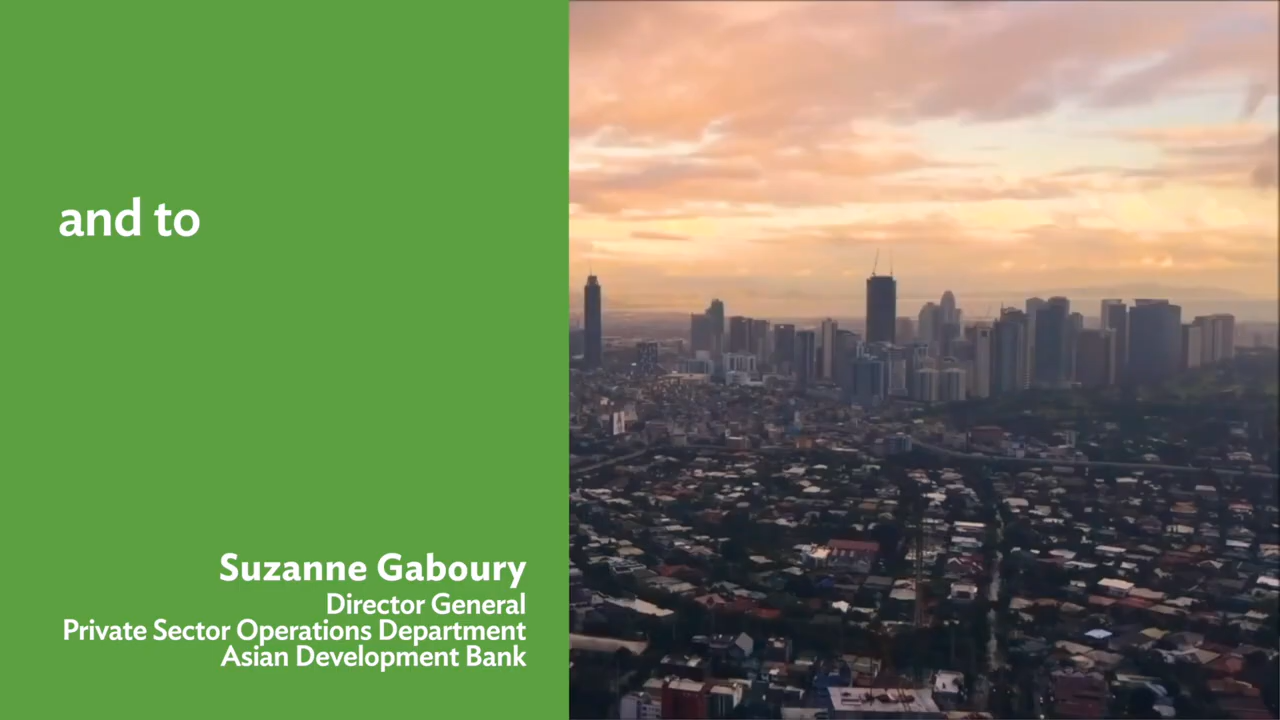 and to
Suzanne Gaboury
Director General
Private Sector Operations Department
Asian Development Bank